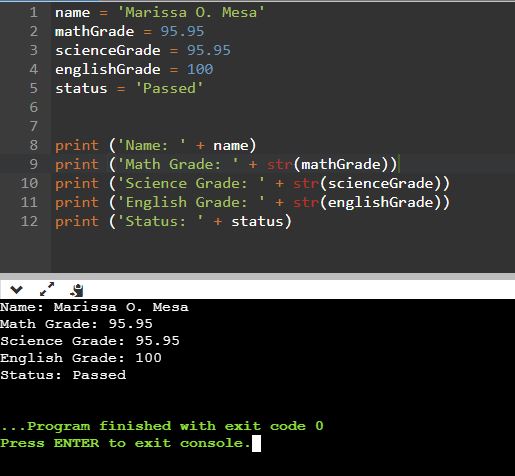 1 name = 'Marissa O. Mesa'
2 mathGrade = 95.95
3 scienceGrade = 95.95
4 englishGrade = 100
5 status = 'Passed'
6
7
8 print ('Name: ' + name)
9 print ('Math Grade: ' + str(mathGrade))
10 print ('Science Grade: ' + str(scienceGrade))
11 print ('English Grade: ' + str(englishGrade))
12 print ('Status: ' + status)
Name: Marissa O. Mesa
Math Grade: 95.95
Science Grade: 95.95
English Grade: 100
Status: Passed
...Program finished with exit code 0
Press ENTER to exit console.